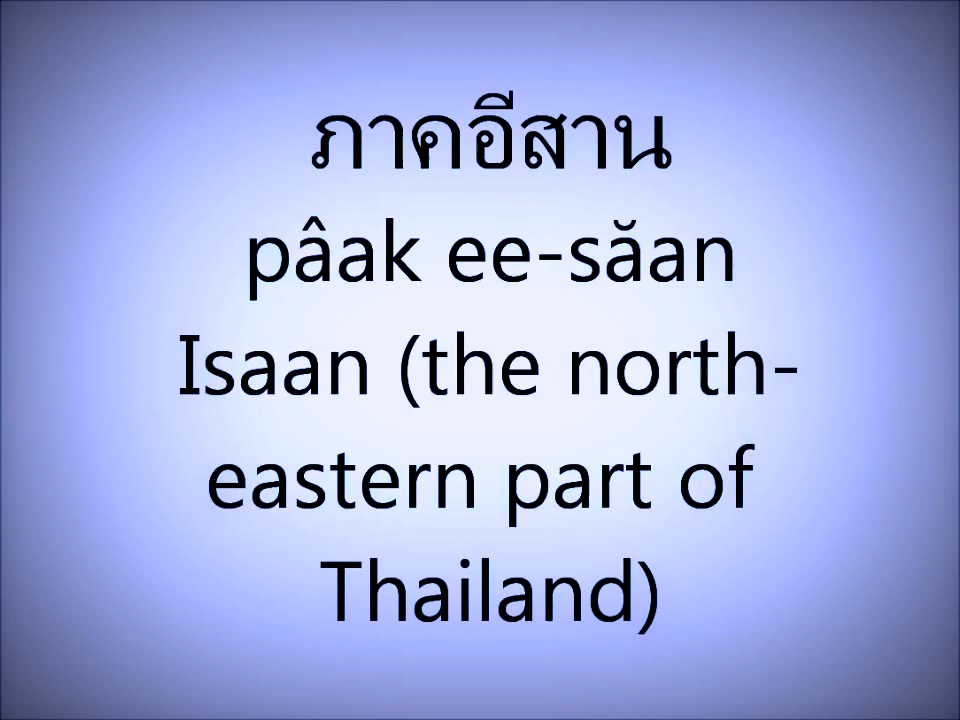 ภาคอีสาน
pâak ee-săan
Isaan (the north-
eastern part of
Thailand)